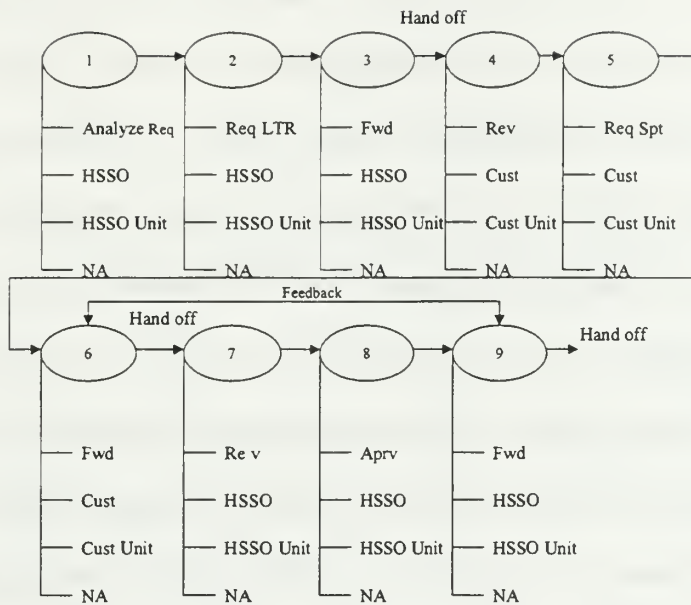 Hand off
1 2 3 4 5
Analyze Req Req LTR Fwd Rev Req Spt
HSSO HSSO HSSO Cust Cust
HSSO Unit HSSO Unit HSSO Unit Cust Unit Cust Unit
NA NA NA NA NA
Feedback
Hand off
Hand off
6 7 8 9
Fwd Re v Aprv Fwd
Cust HSSO HSSO HSSO
Cust Unit HSSO Unit HSSO Unit HSSO Unit
NA NA NA NA